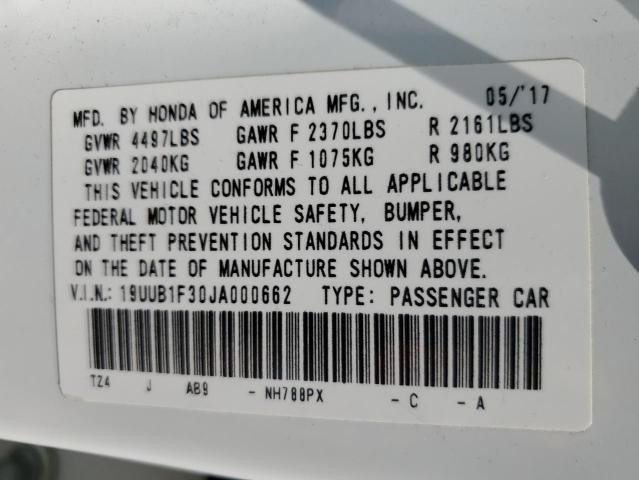 MFD. BY HONDA OF AMERICA MFG., INC. 05/'17
GVWR 4497LBS GAWR F 2370LBS R 2161LBS
GVWR 2040KG GAWR F 1075KG R 980KG
THIS VEHICLE CONFORMS TO ALL APPLICABLE
FEDERAL MOTOR VEHICLE SAFETY, BUMPER,
AND THEFT PREVENTION STANDARDS IN EFFECT
ON THE DATE OF MANUFACTURE SHOWN ABOVE.
V.I.N.: 19UUB1F30JA000662 TYPE: PASSENGER CAR
TZ4 J AB9 - NH788PX - C - A